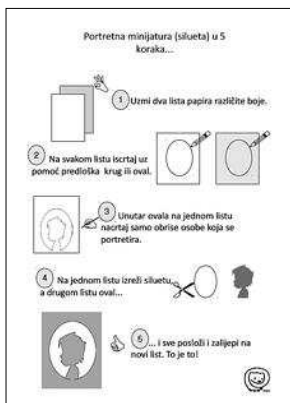 Portretna minijatura (silueta) u 5
koraka...
1 Uzmi dva lista papira različite boje.
2 Na svakom listu iscrtaj uz
pomoć predloška krug ili oval.
3 Unutar ovala na jednom listu
nacrtaj samo obrise osobe koja se
portretira.
4 Na jednom listu izreži siluetu,
a drugom listu oval...
5 ... i sve posloži i zalijepi na
novi list. To je to!